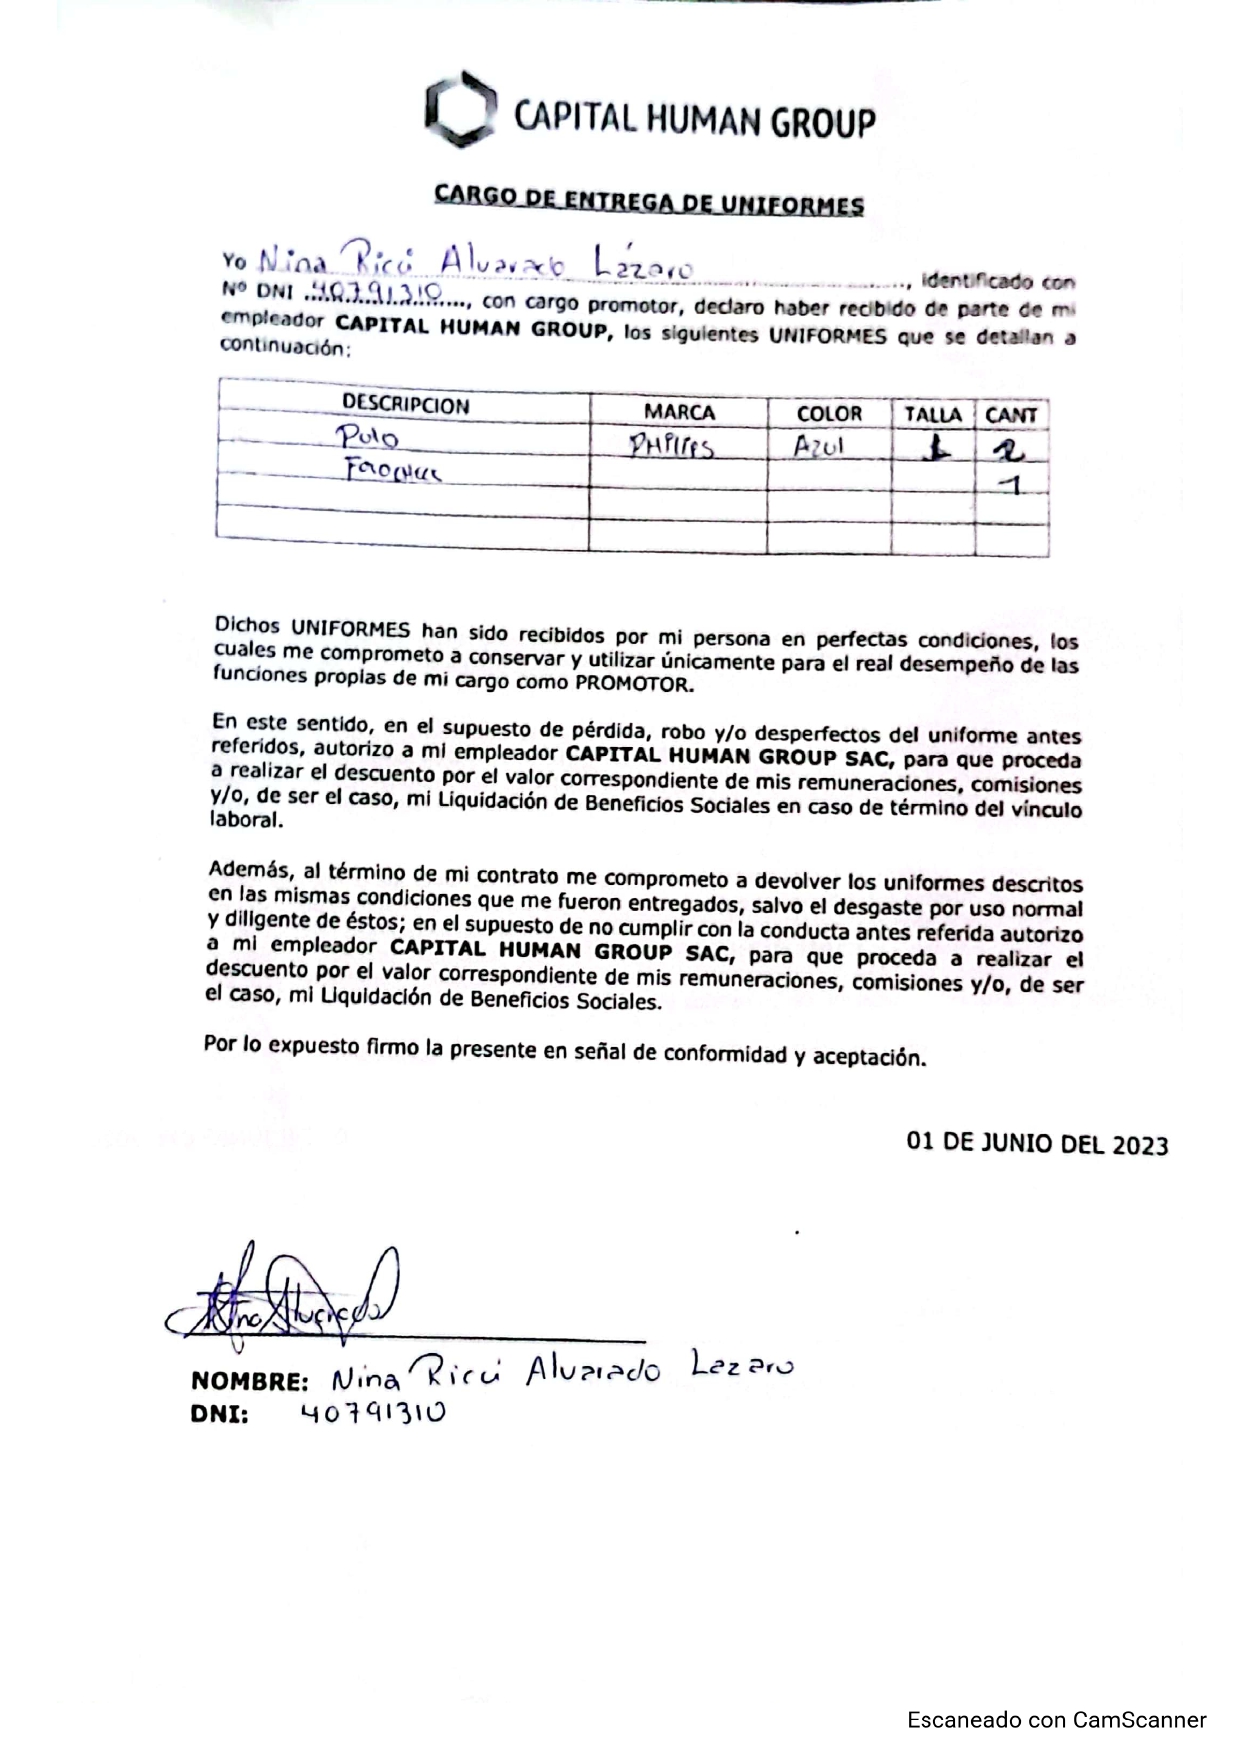 CAPITAL HUMAN GROUP
CARGO DE ENTREGA DE UNIFORMES
Yo Nina Ricci Alvarado Lázaro, identificado con
Nº DNI 40791310, con cargo promotor, declaro haber recibido de parte de mi
empleador CAPITAL HUMAN GROUP, los siguientes UNIFORMES que se detallan a
continuación:
DESCRIPCION MARCA COLOR TALLA CANT
Polo Azul L 2
1
Dichos UNIFORMES han sido recibidos por mi persona en perfectas condiciones, los
cuales me comprometo a conservar y utilizar únicamente para el real desempeño de las
funciones propias de mi cargo como PROMOTOR.
En este sentido, en el supuesto de pérdida, robo y/o desperfectos del uniforme antes
referidos, autorizo a mi empleador CAPITAL HUMAN GROUP SAC, para que proceda
a realizar el descuento por el valor correspondiente de mis remuneraciones, comisiones
y/o, de ser el caso, mi Liquidación de Beneficios Sociales en caso de término del vínculo
laboral.
Además, al término de mi contrato me comprometo a devolver los uniformes descritos
en las mismas condiciones que me fueron entregados, salvo el desgaste por uso normal
y diligente de éstos; en el supuesto de no cumplir con la conducta antes referida autorizo
a mi empleador CAPITAL HUMAN GROUP SAC, para que proceda a realizar el
descuento por el valor correspondiente de mis remuneraciones, comisiones y/o, de ser
el caso, mi Liquidación de Beneficios Sociales.
Por lo expuesto firmo la presente en señal de conformidad y aceptación.
01 DE JUNIO DEL 2023
NOMBRE: Nina Ricci Alvarado Lazaro
DNI: 40791310
Escaneado con CamScanner